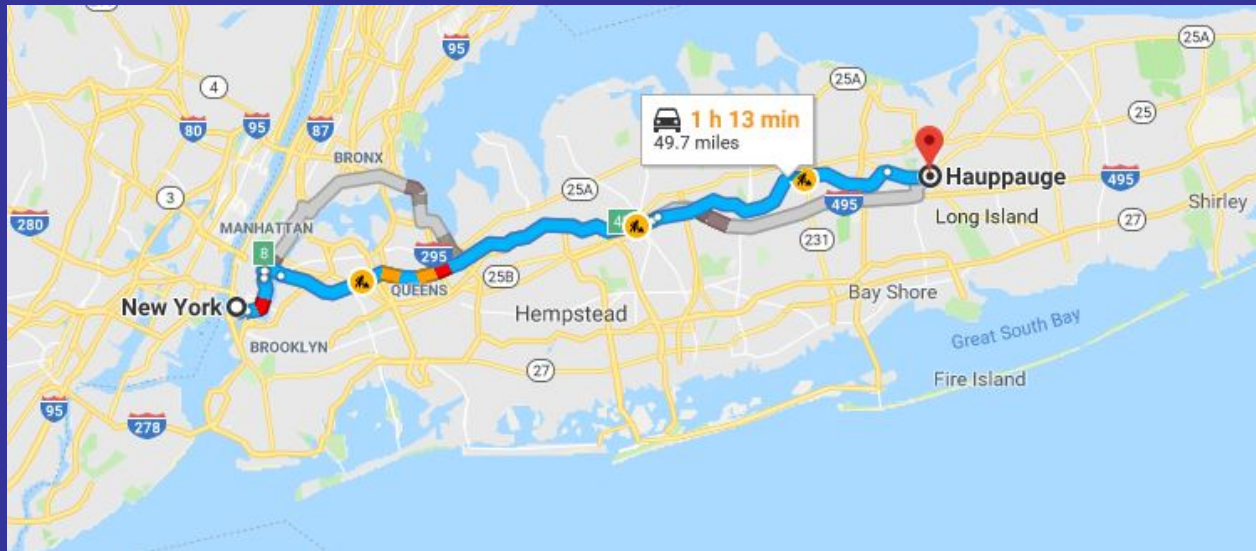 25A
95
4
80
95
87
25A
25
BRONX
1 h 13 min
49.7 miles
3
25A
Hauppauge
495
495
Shirley
280
MANHATTAN
8
4
Long Island
27
295
231
25B
QUEENS
New York
Hempstead
Bay Shore
BROOKLYN
Great South Bay
27
Fire Island
95
278